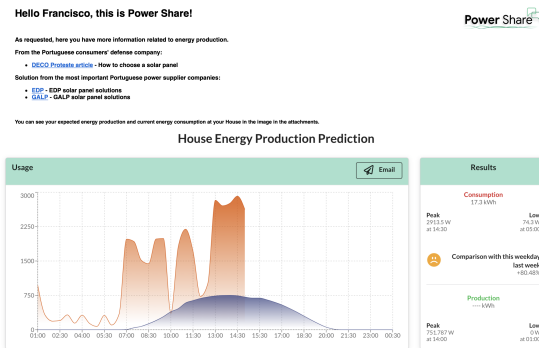 Hello Francisco, this is Power Share!
Power Share
As requested, here you have more information related to energy production.
From the Portuguese consumers' defense company:
DECO Proteste article - How to choose a solar panel
Solution from the most important Portuguese power supplier companies:
EDP - EDP solar panel solutions
GALP - GALP solar panel solutions
You can see your expected energy production and current energy consumption at your House in the image in the attachments.
House Energy Production Prediction
Usage
Email
3000
2250
1500
750
0
01:00 02:30 04:00 05:30 07:00 08:30 10:00 11:30 13:00 14:30 15:30 17:00 18:30 20:00 21:30 23:00 00:30
Results
Consumption
17.3 kWh
Peak Low
2913.5 W 74.3 W
at 14:30 at 05:00
Comparison with this weekday
last week
+80.48%
Production
---- kWh
Peak Low
751.787 W 0 W
at 14:00 at 01:00